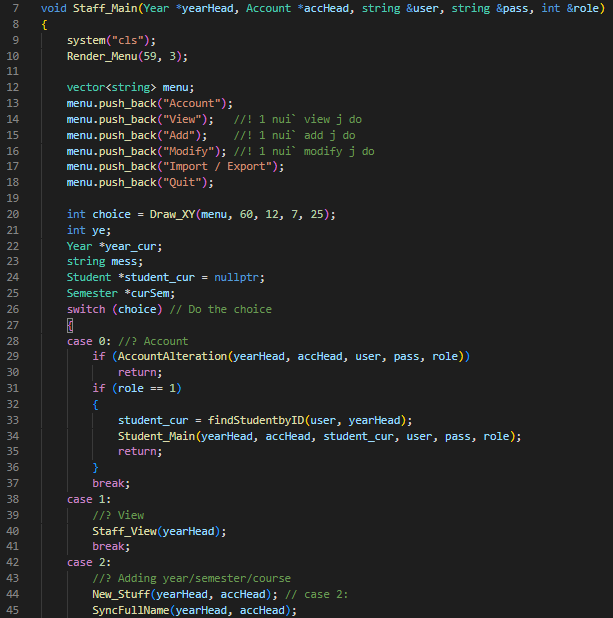 7 void Staff_Main(Year *yearHead, Account *accHead, string &user, string &pass, int &role)
8 {
9     system("cls");
10     Render_Menu(59, 3);
11
12     vector<string> menu;
13     menu.push_back("Account");
14     menu.push_back("View");   //! 1 nui` view j do
15     menu.push_back("Add");    //! 1 nui` add j do
16     menu.push_back("Modify"); //! 1 nui` modify j do
17     menu.push_back("Import / Export");
18     menu.push_back("Quit");
19
20     int choice = Draw_XY(menu, 60, 12, 7, 25);
21     int ye;
22     Year *year_cur;
23     string mess;
24     Student *student_cur = nullptr;
25     Semester *curSem;
26     switch (choice) // Do the choice
27     {
28     case 0: //? Account
29         if (AccountAlteration(yearHead, accHead, user, pass, role))
30             return;
31         if (role == 1)
32         {
33             student_cur = findStudentbyID(user, yearHead);
34             Student_Main(yearHead, accHead, student_cur, user, pass, role);
35             return;
36         }
37         break;
38     case 1:
39         //? View
40         Staff_View(yearHead);
41         break;
42     case 2:
43         //? Adding year/semester/course
44         New_Stuff(yearHead, accHead); // case 2:
45         SyncFullName(yearHead, accHead);